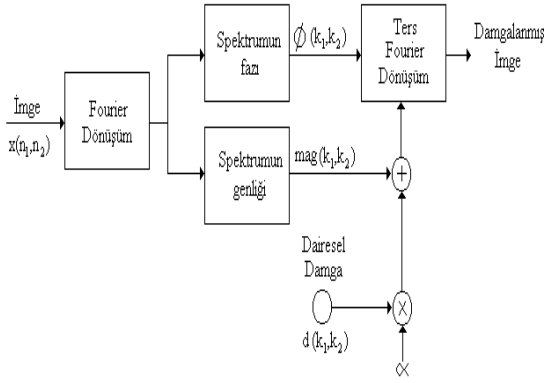 İmge
x(n₁,n₂)
Fourier
Dönüşüm
Spektrumun
fazı
Ø (k₁,k₂)
Ters
Fourier
Dönüşüm
Damgalanmış
İmge
Spektrumun
genliği
mag(k₁,k₂)
+
Dairesel
Damga
d(k₁,k₂)
×
∝